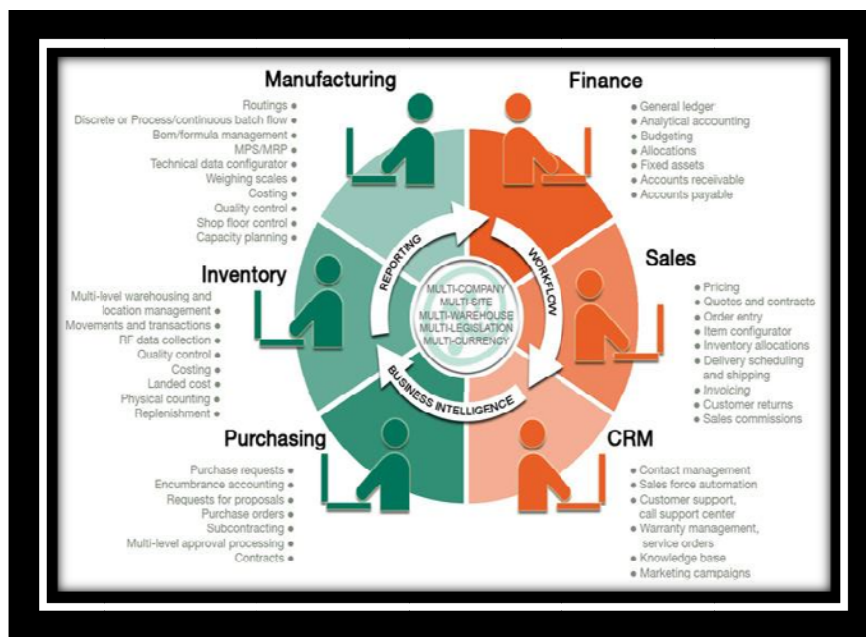 Manufacturing
Routings
Discrete or Process/continuous batch flow
Bom/formula management
MPS/MRP
Technical data configurator
Weighing scales
Costing
Quality control
Shop floor control
Capacity planning
Finance
General ledger
Analytical accounting
Budgeting
Allocations
Fixed assets
Accounts receivable
Accounts payable
Inventory
Multi-level warehousing and
location management
Movements and transactions
RF data collection
Quality control
Costing
Landed cost
Physical counting
Replenishment
REPORTING
WORKFLOW
BUSINESS INTELLIGENCE
MULTI-COMPANY
MULTI SITE
MULTI-WAREHOUSE
MULTI-LEGISLATION
MULTI-CURRENCY
Sales
Pricing
Quotes and contracts
Order entry
Item configurator
Inventory allocations
Delivery scheduling
and shipping
Invoicing
Customer returns
Sales commissions
Purchasing
Purchase requests
Encumbrance accounting
Requests for proposals
Purchase orders
Subcontracting
Multi-level approval processing
Contracts
CRM
Contact management
Sales force automation
Customer support,
call support center
Warranty management,
service orders
Knowledge base
Marketing campaigns